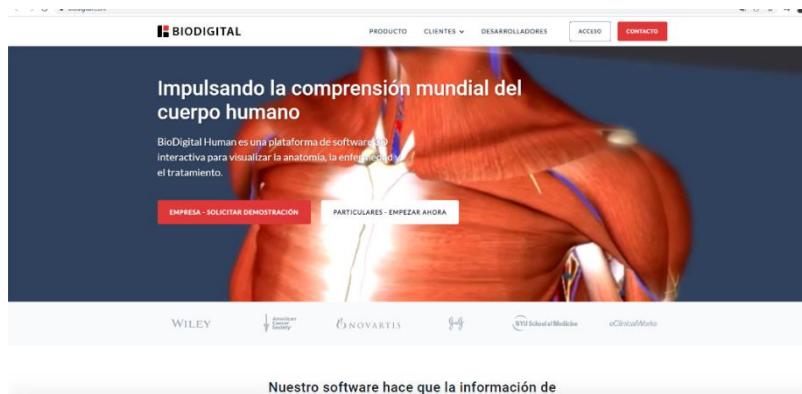 BIODIGITAL
PRODUCTO CLIENTES DESARROLLADORES ACCESO CONTACTO
Impulsando la comprensión mundial del
cuerpo humano
BioDigital Human es una plataforma de software 3D
interactiva para visualizar la anatomía, la enfermedad y
el tratamiento.
EMPRESA - SOLICITAR DEMOSTRACIÓN PARTICULARES - EMPEZAR AHORA
WILEY American Cancer Society NOVARTIS NYU School of Medicine eClinicalWorks
Nuestro software hace que la información de